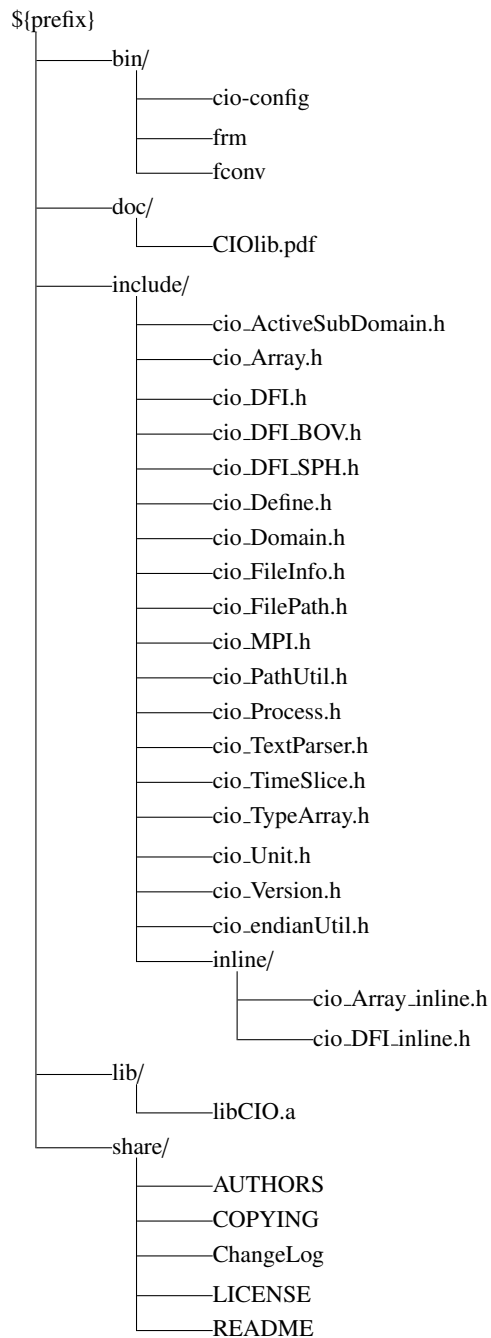 ${prefix}
bin/
cio-config
frm
fconv
doc/
CIOlib.pdf
include/
cio_ActiveSubDomain.h
cio_Array.h
cio_DFI.h
cio_DFI_BOV.h
cio_DFI_SPH.h
cio_Define.h
cio_Domain.h
cio_FileInfo.h
cio_FilePath.h
cio_MPI.h
cio_PathUtil.h
cio_Process.h
cio_TextParser.h
cio_TimeSlice.h
cio_TypeArray.h
cio_Unit.h
cio_Version.h
cio_endianUtil.h
inline/
cio_Array_inline.h
cio_DFI_inline.h
lib/
libCIO.a
share/
AUTHORS
COPYING
ChangeLog
LICENSE
README